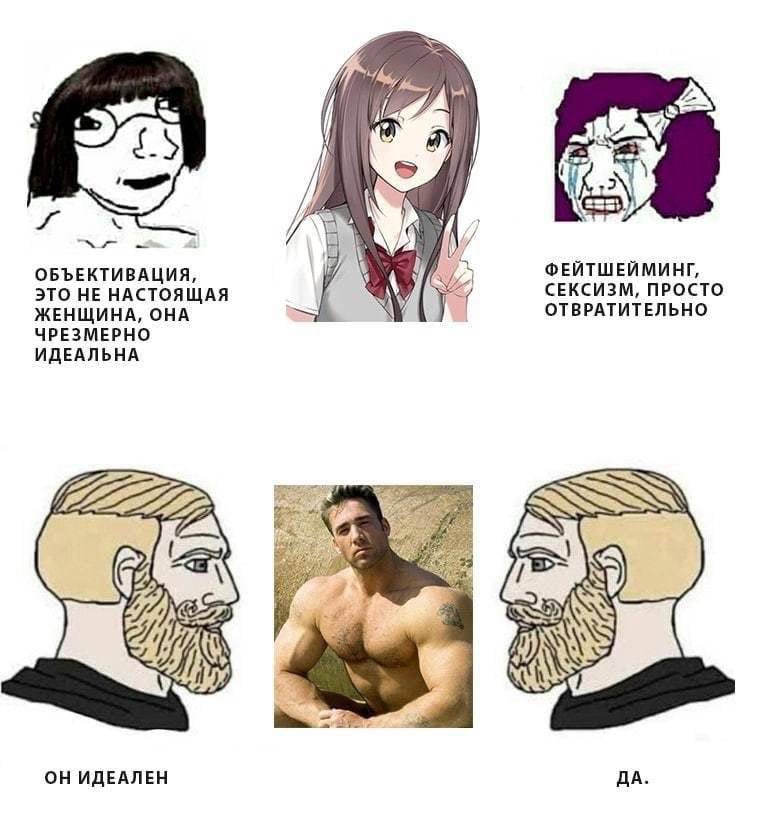 ОБЪЕКТИВАЦИЯ,
ЭТО НЕ НАСТОЯЩАЯ
ЖЕНЩИНА, ОНА
ЧРЕЗМЕРНО
ИДЕАЛЬНА
ФЕЙТШЕЙМИНГ,
СЕКСИЗМ, ПРОСТО
ОТВРАТИТЕЛЬНО
ОН ИДЕАЛЕН
ДА.